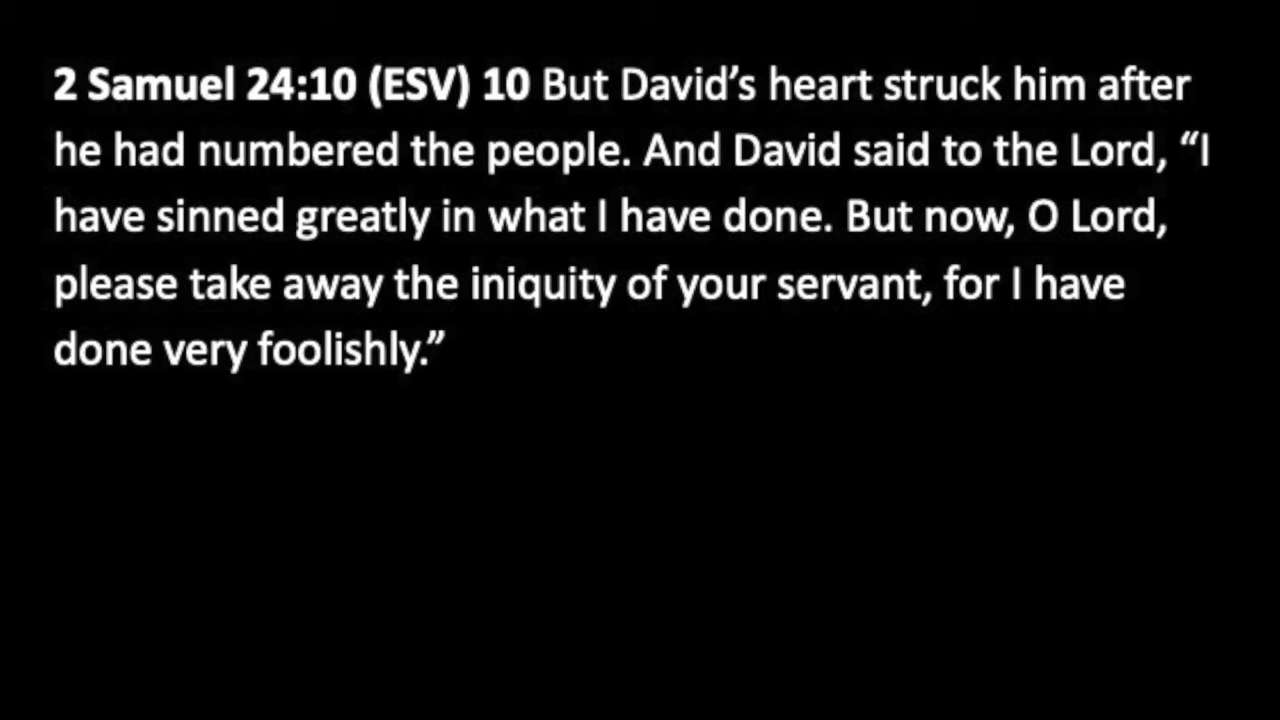 2 Samuel 24:10 (ESV) 10 But David’s heart struck him after
he had numbered the people. And David said to the Lord, “I
have sinned greatly in what I have done. But now, O Lord,
please take away the iniquity of your servant, for I have
done very foolishly.”